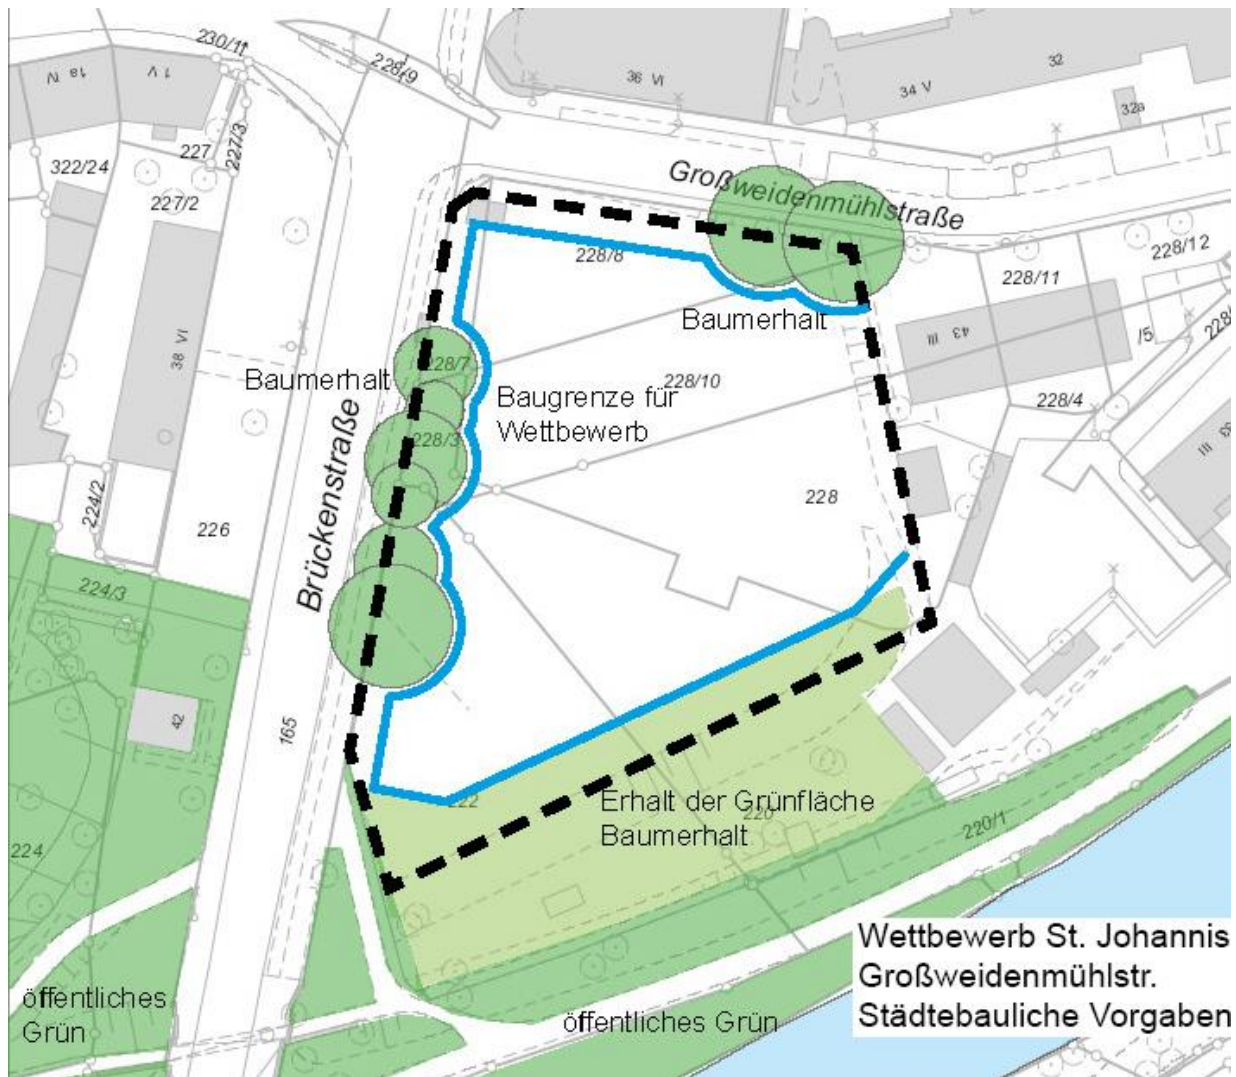 230/11
228/9
36 VI
32
34 V
32a
1a IV
1 V
227/3
227
322/24
227/2
Großweidenmühlstraße
228/8
228/11
228/12
Baumerhalt
43 III
/5
38 VI
228/7
Baumerhalt
228/10
228/4
Baugrenze für
Wettbewerb
228/3
Brückenstraße
224/2
226
228
224/3
42
165
222
Erhalt der Grünfläche
220
Baumerhalt
220/1
224
Wettbewerb St. Johannis
Großweidenmühlstr.
Städtebauliche Vorgaben
öffentliches
Grün
öffentliches Grün